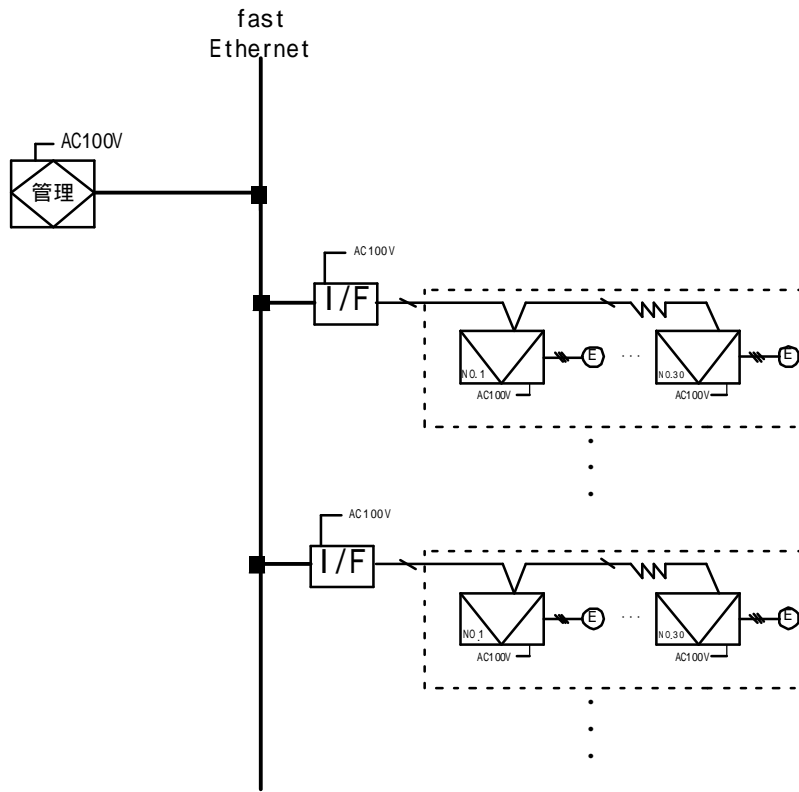 fast
Ethernet
AC100V
管理
AC100V
I/F
E
E
NO.1
...
NO.30
AC100V
AC100V
AC100V
I/F
E
E
NO.1
...
NO.30
AC100V
AC100V